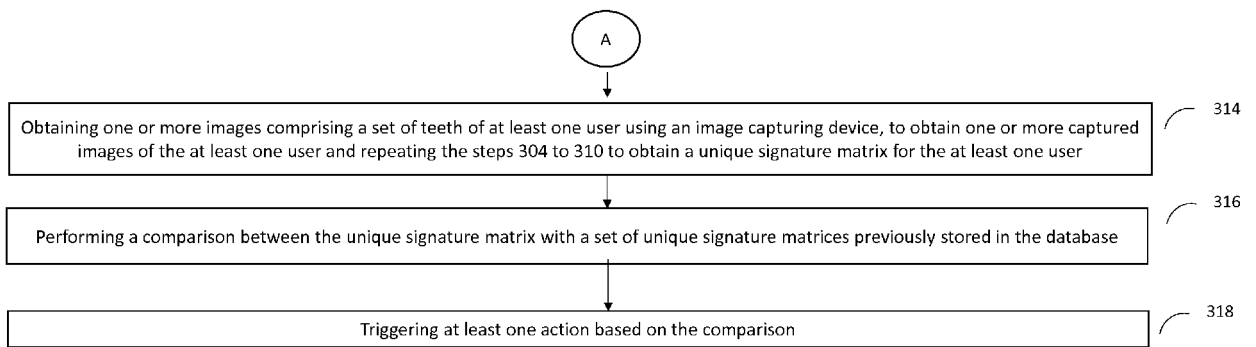 A
314
Obtaining one or more images comprising a set of teeth of at least one user using an image capturing device, to obtain one or more captured
images of the at least one user and repeating the steps 304 to 310 to obtain a unique signature matrix for the at least one user
316
Performing a comparison between the unique signature matrix with a set of unique signature matrices previously stored in the database
318
Triggering at least one action based on the comparison